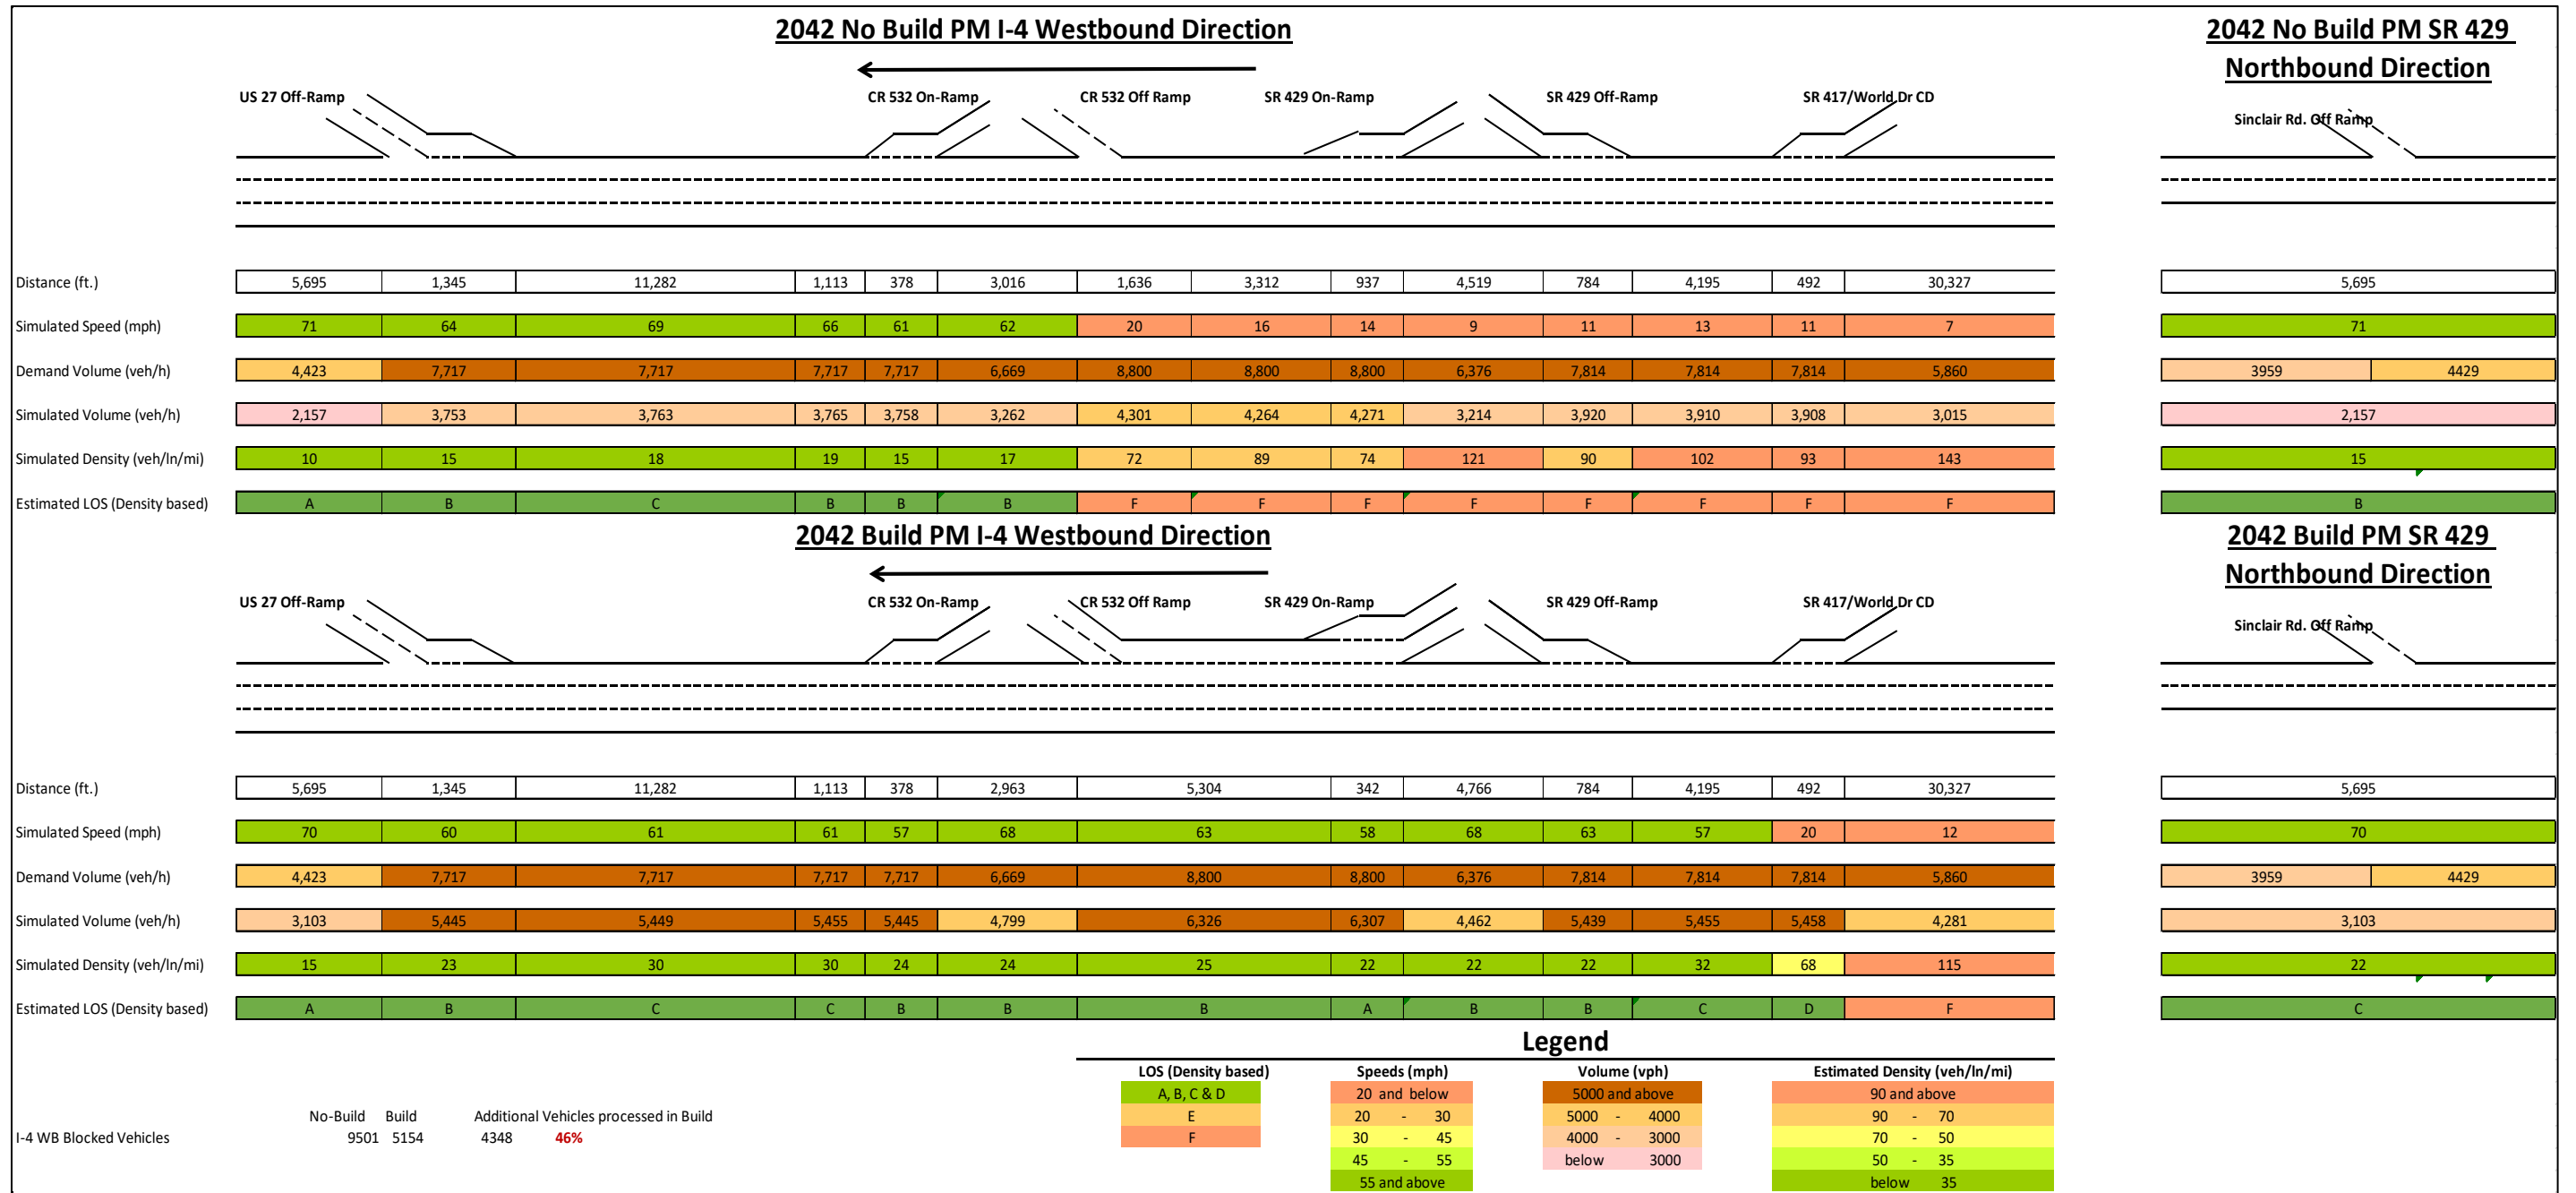 2042 No Build PM I-4 Westbound Direction
2042 No Build PM SR 429
Northbound Direction
US 27 Off-Ramp CR 532 On-Ramp CR 532 Off Ramp SR 429 On-Ramp SR 429 Off-Ramp SR 417/World Dr CD
Sinclair Rd. Off Ramp
Distance (ft.) 5,695 1,345 11,282 1,113 378 3,016 1,636 3,312 937 4,519 784 4,195 492 30,327 5,695
Simulated Speed (mph) 71 64 69 66 61 62 20 16 14 9 11 13 11 7 71
Demand Volume (veh/h) 4,423 7,717 7,717 7,717 7,717 6,669 8,800 8,800 8,800 6,376 7,814 7,814 7,814 5,860 3959 4429
Simulated Volume (veh/h) 2,157 3,753 3,763 3,765 3,758 3,262 4,301 4,264 4,271 3,214 3,920 3,910 3,908 3,015 2,157
Simulated Density (veh/ln/mi) 10 15 18 19 15 17 72 89 74 121 90 102 93 143 15
Estimated LOS (Density based) A B C B B B F F F F F F F F B
2042 Build PM I-4 Westbound Direction
2042 Build PM SR 429
Northbound Direction
US 27 Off-Ramp CR 532 On-Ramp CR 532 Off Ramp SR 429 On-Ramp SR 429 Off-Ramp SR 417/World Dr CD
Sinclair Rd. Off Ramp
Distance (ft.) 5,695 1,345 11,282 1,113 378 2,963 5,304 342 4,766 784 4,195 492 30,327 5,695
Simulated Speed (mph) 70 60 61 61 57 68 63 58 68 63 57 20 12 70
Demand Volume (veh/h) 4,423 7,717 7,717 7,717 7,717 6,669 8,800 8,800 6,376 7,814 7,814 7,814 5,860 3959 4429
Simulated Volume (veh/h) 3,103 5,445 5,449 5,455 5,445 4,799 6,326 6,307 4,462 5,439 5,455 5,458 4,281 3,103
Simulated Density (veh/ln/mi) 15 23 30 30 24 24 25 22 22 22 32 68 115 22
Estimated LOS (Density based) A B C C B B B A B B C D F C
Legend
LOS (Density based) Speeds (mph) Volume (vph) Estimated Density (veh/ln/mi)
A, B, C & D 20 and below 5000 and above 90 and above
No-Build Build Additional Vehicles processed in Build E 20 - 30 5000 - 4000 90 - 70
I-4 WB Blocked Vehicles 9501 5154 4348 46% F 30 - 45 4000 - 3000 70 - 50
45 - 55 below 3000 50 - 35
55 and above below 35